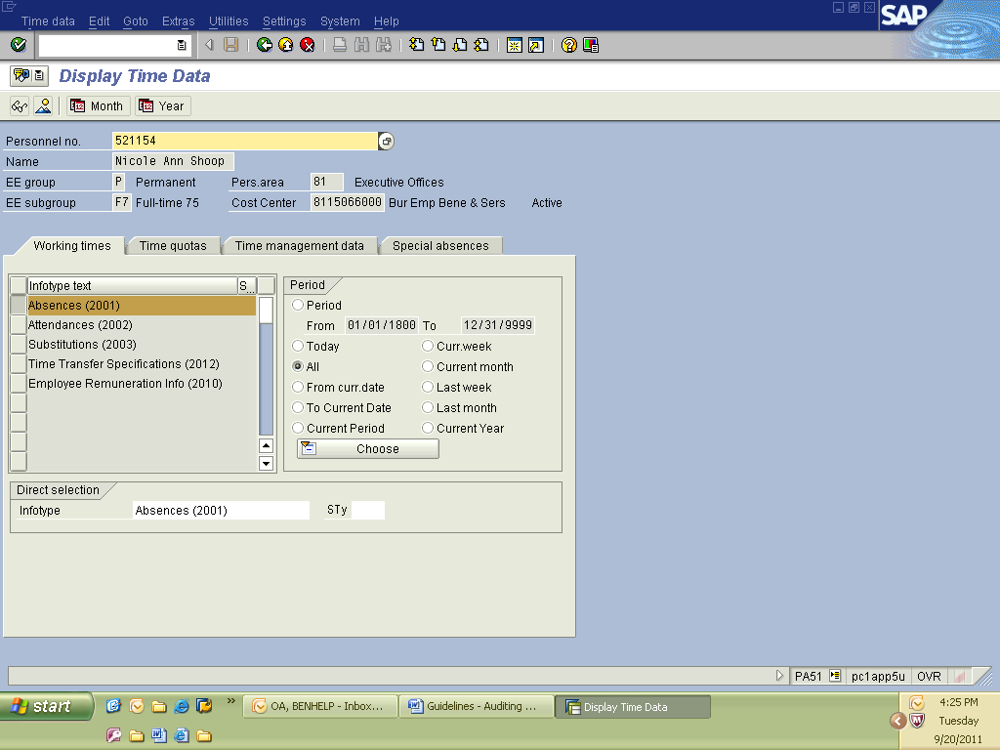 Time data Edit Goto Extras Utilities Settings System Help
SAP
Display Time Data
Month Year
Personnel no. 521154
Name Nicole Ann Shoop
EE group P Permanent Pers.area 81 Executive Offices
EE subgroup F7 Full-time 75 Cost Center 8115066000 Bur Emp Bene & Sers Active
Working times Time quotas Time management data Special absences
Infotype text S...
Absences (2001)
Attendances (2002)
Substitutions (2003)
Time Transfer Specifications (2012)
Employee Remuneration Info (2010)
Period
Period
From 01/01/1800 To 12/31/9999
Today Curr.week
All Current month
From curr.date Last week
To Current Date Last month
Current Period Current Year
Choose
Direct selection
Infotype Absences (2001) STy
PA51 pc1app5u OVR
start » OA, BENHELP - Inbox... Guidelines - Auditing ... Display Time Data
4:25 PM
Tuesday
9/20/2011